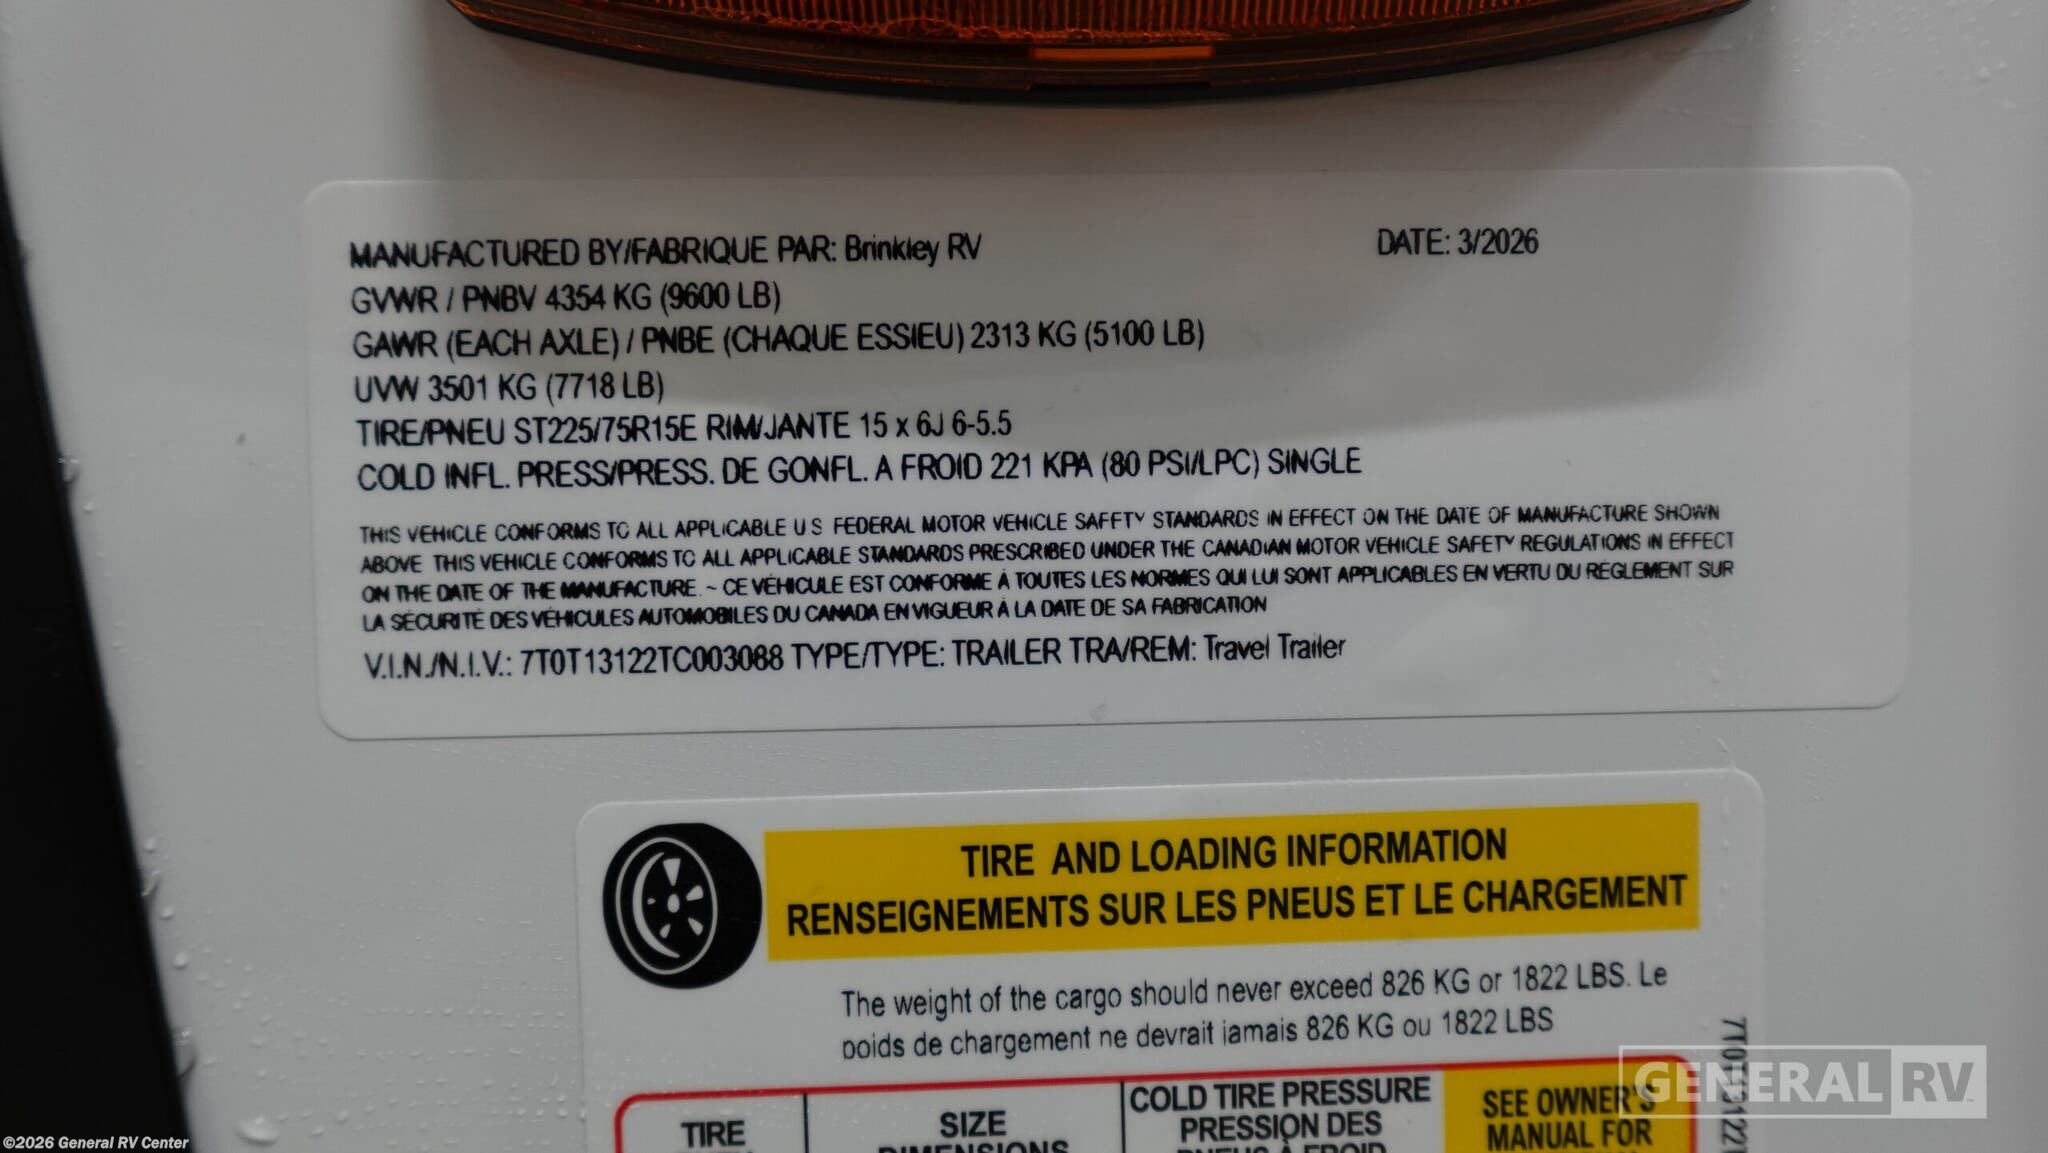 MANUFACTURED BY/FABRIQUE PAR: Brinkley RV DATE: 3/2026
GVWR / PNBV 4354 KG (9600 LB)
GAWR (EACH AXLE) / PNBE (CHAQUE ESSIEU) 2313 KG (5100 LB)
UVW 3501 KG (7718 LB)
TIRE/PNEU ST225/75R15E RIM/JANTE 15 x 6J 6-5.5
COLD INFL. PRESS/PRESS. DE GONFL. A FROID 221 KPA (80 PSI/LPC) SINGLE
THIS VEHICLE CONFORMS TO ALL APPLICABLE U S FEDERAL MOTOR VEHICLE SAFETY STANDARDS IN EFFECT ON THE DATE OF MANUFACTURE SHOWN
ABOVE THIS VEHICLE CONFORMS TO ALL APPLICABLE STANDARDS PRESCRIBED UNDER THE CANADIAN MOTOR VEHICLE SAFETY REGULATIONS IN EFFECT
ON THE DATE OF THE MANUFACTURE. ~ CE VÉHICULE EST CONFORME À TOUTES LES NORMES QUI LUI SONT APPLICABLES EN VERTU DU RÉGLEMENT SUR
LA SÉCURITÉ DES VÉHICULES AUTOMOBILES DU CANADA EN VIGUEUR À LA DATE DE SA FABRICATION
V.I.N./N.I.V.: 7T0T13122TC003088 TYPE/TYPE: TRAILER TRA/REM: Travel Trailer
TIRE AND LOADING INFORMATION
RENSEIGNEMENTS SUR LES PNEUS ET LE CHARGEMENT
The weight of the cargo should never exceed 826 KG or 1822 LBS. Le
poids de chargement ne devrait jamais 826 KG ou 1822 LBS
TIRE
SIZE
DIMENSIONS
COLD TIRE PRESSURE
PRESSION DES
PNEUS À FROID
SEE OWNER'S
MANUAL FOR
GENERAL RV
©2026 General RV Center